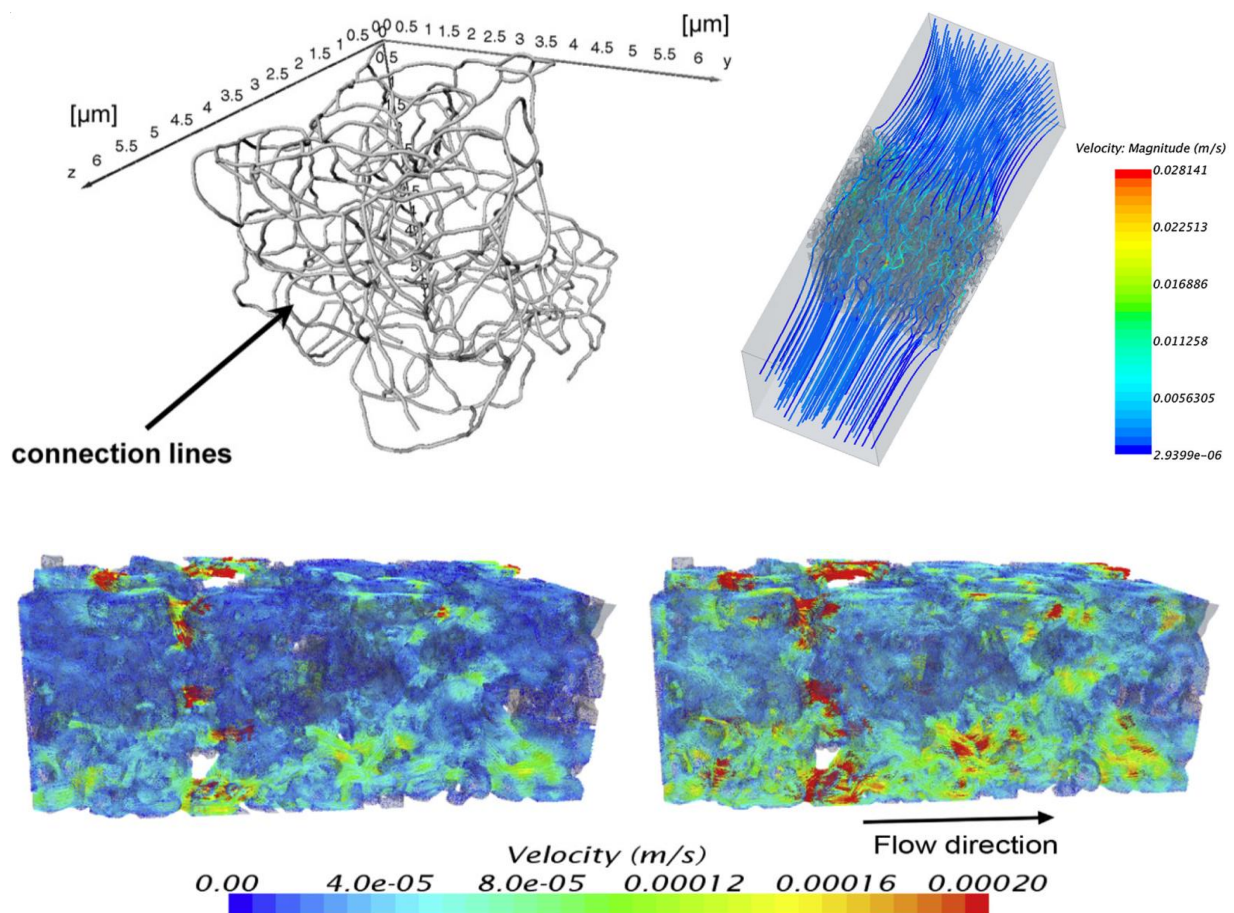 [µm]
0.0 0.5 1 1.5 2 2.5 3 3.5 4 4.5 5 5.5 6 y
0 0.5 1 1.5 2 2.5 3 3.5 4 4.5 5 5.5 6 z
[µm]
0.5
connection lines
Velocity: Magnitude (m/s)
0.028141
0.022513
0.016886
0.011258
0.0056305
2.9399e-06
Flow direction
Velocity (m/s)
0.00 4.0e-05 8.0e-05 0.00012 0.00016 0.00020